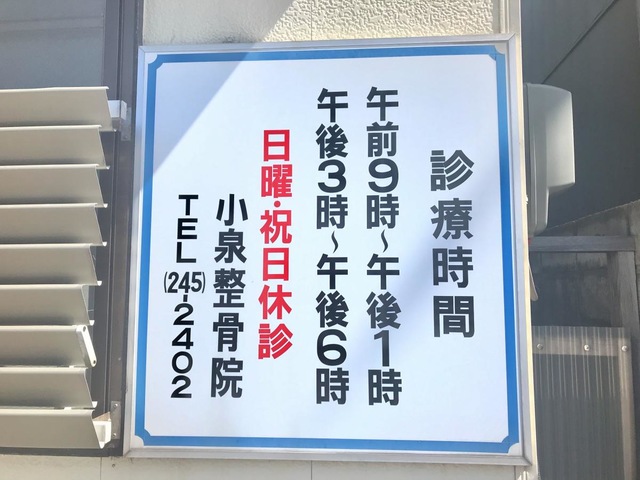 診療時間
午前9時~午後1時
午後3時~午後6時
日曜・祝日休診
小泉整骨院
TEL(245)-2402